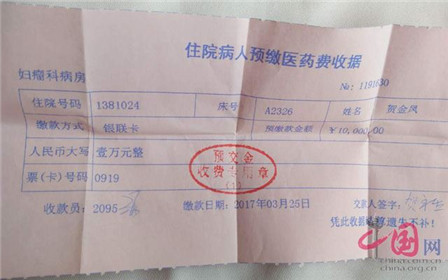 住院病人预缴医药费收据
妇瘤科病房
№: 1191630
住院号码 1381024 床号 A2326 姓名 贺金凤
缴款方式 银联卡 预缴款金额 ¥10,000.00
人民币大写 壹万元整
票(卡)号码 0919
预交金
收费专用章
(1)
收款员: 2095 缴款日期: 2017年03月25日 交款人签字:
凭此收据结算遗失不补!
中国网
china.org.cn